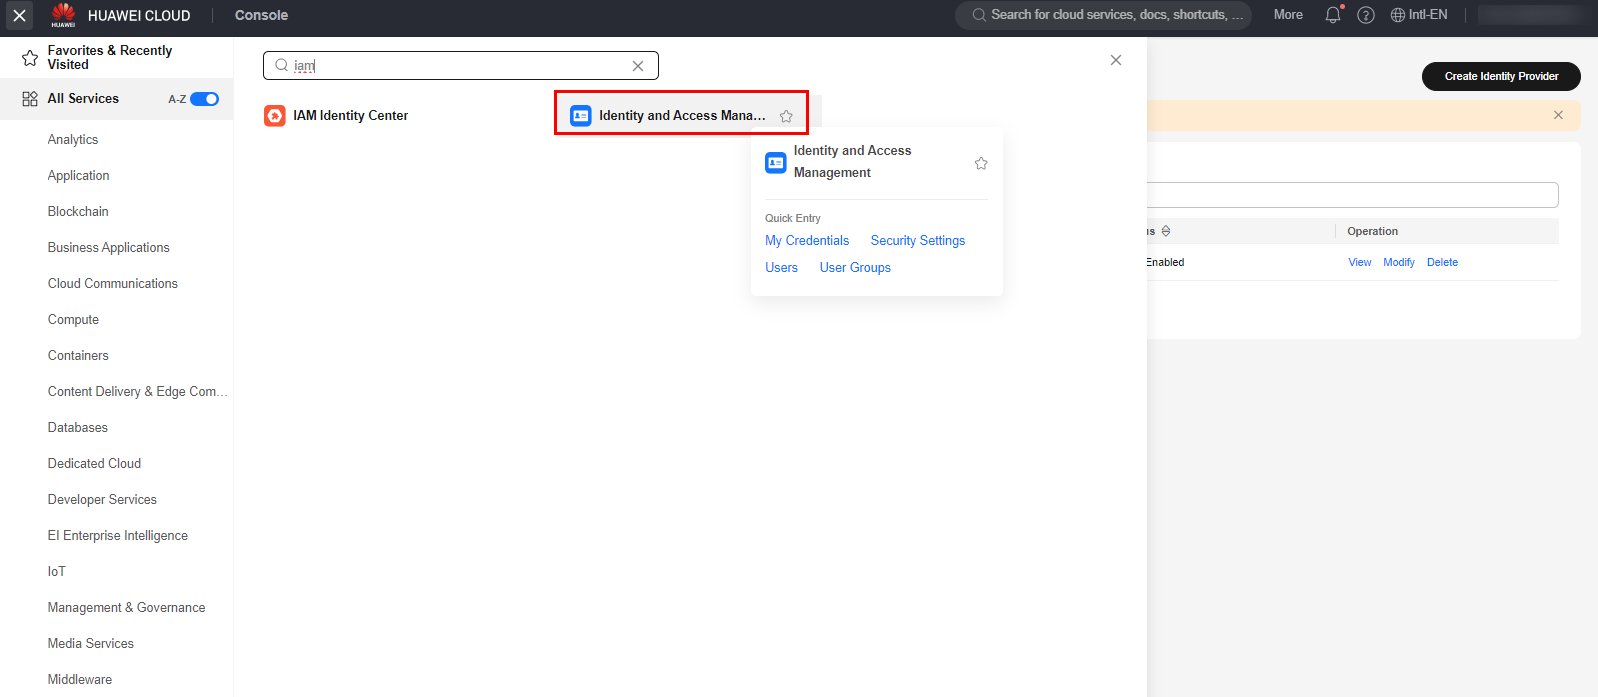 HUAWEI
HUAWEI CLOUD
Console
Search for cloud services, docs, shortcuts, ...
More
Intl-EN
Favorites & Recently
Visited
All Services
A-Z
Analytics
Application
Blockchain
Business Applications
Cloud Communications
Compute
Containers
Content Delivery & Edge Com...
Databases
Dedicated Cloud
Developer Services
EI Enterprise Intelligence
IoT
Management & Governance
Media Services
Middleware
iam
IAM Identity Center
Identity and Access Mana...
Identity and Access
Management
Quick Entry
My Credentials Security Settings
Users User Groups
Create Identity Provider
us
Operation
Enabled
View Modify Delete